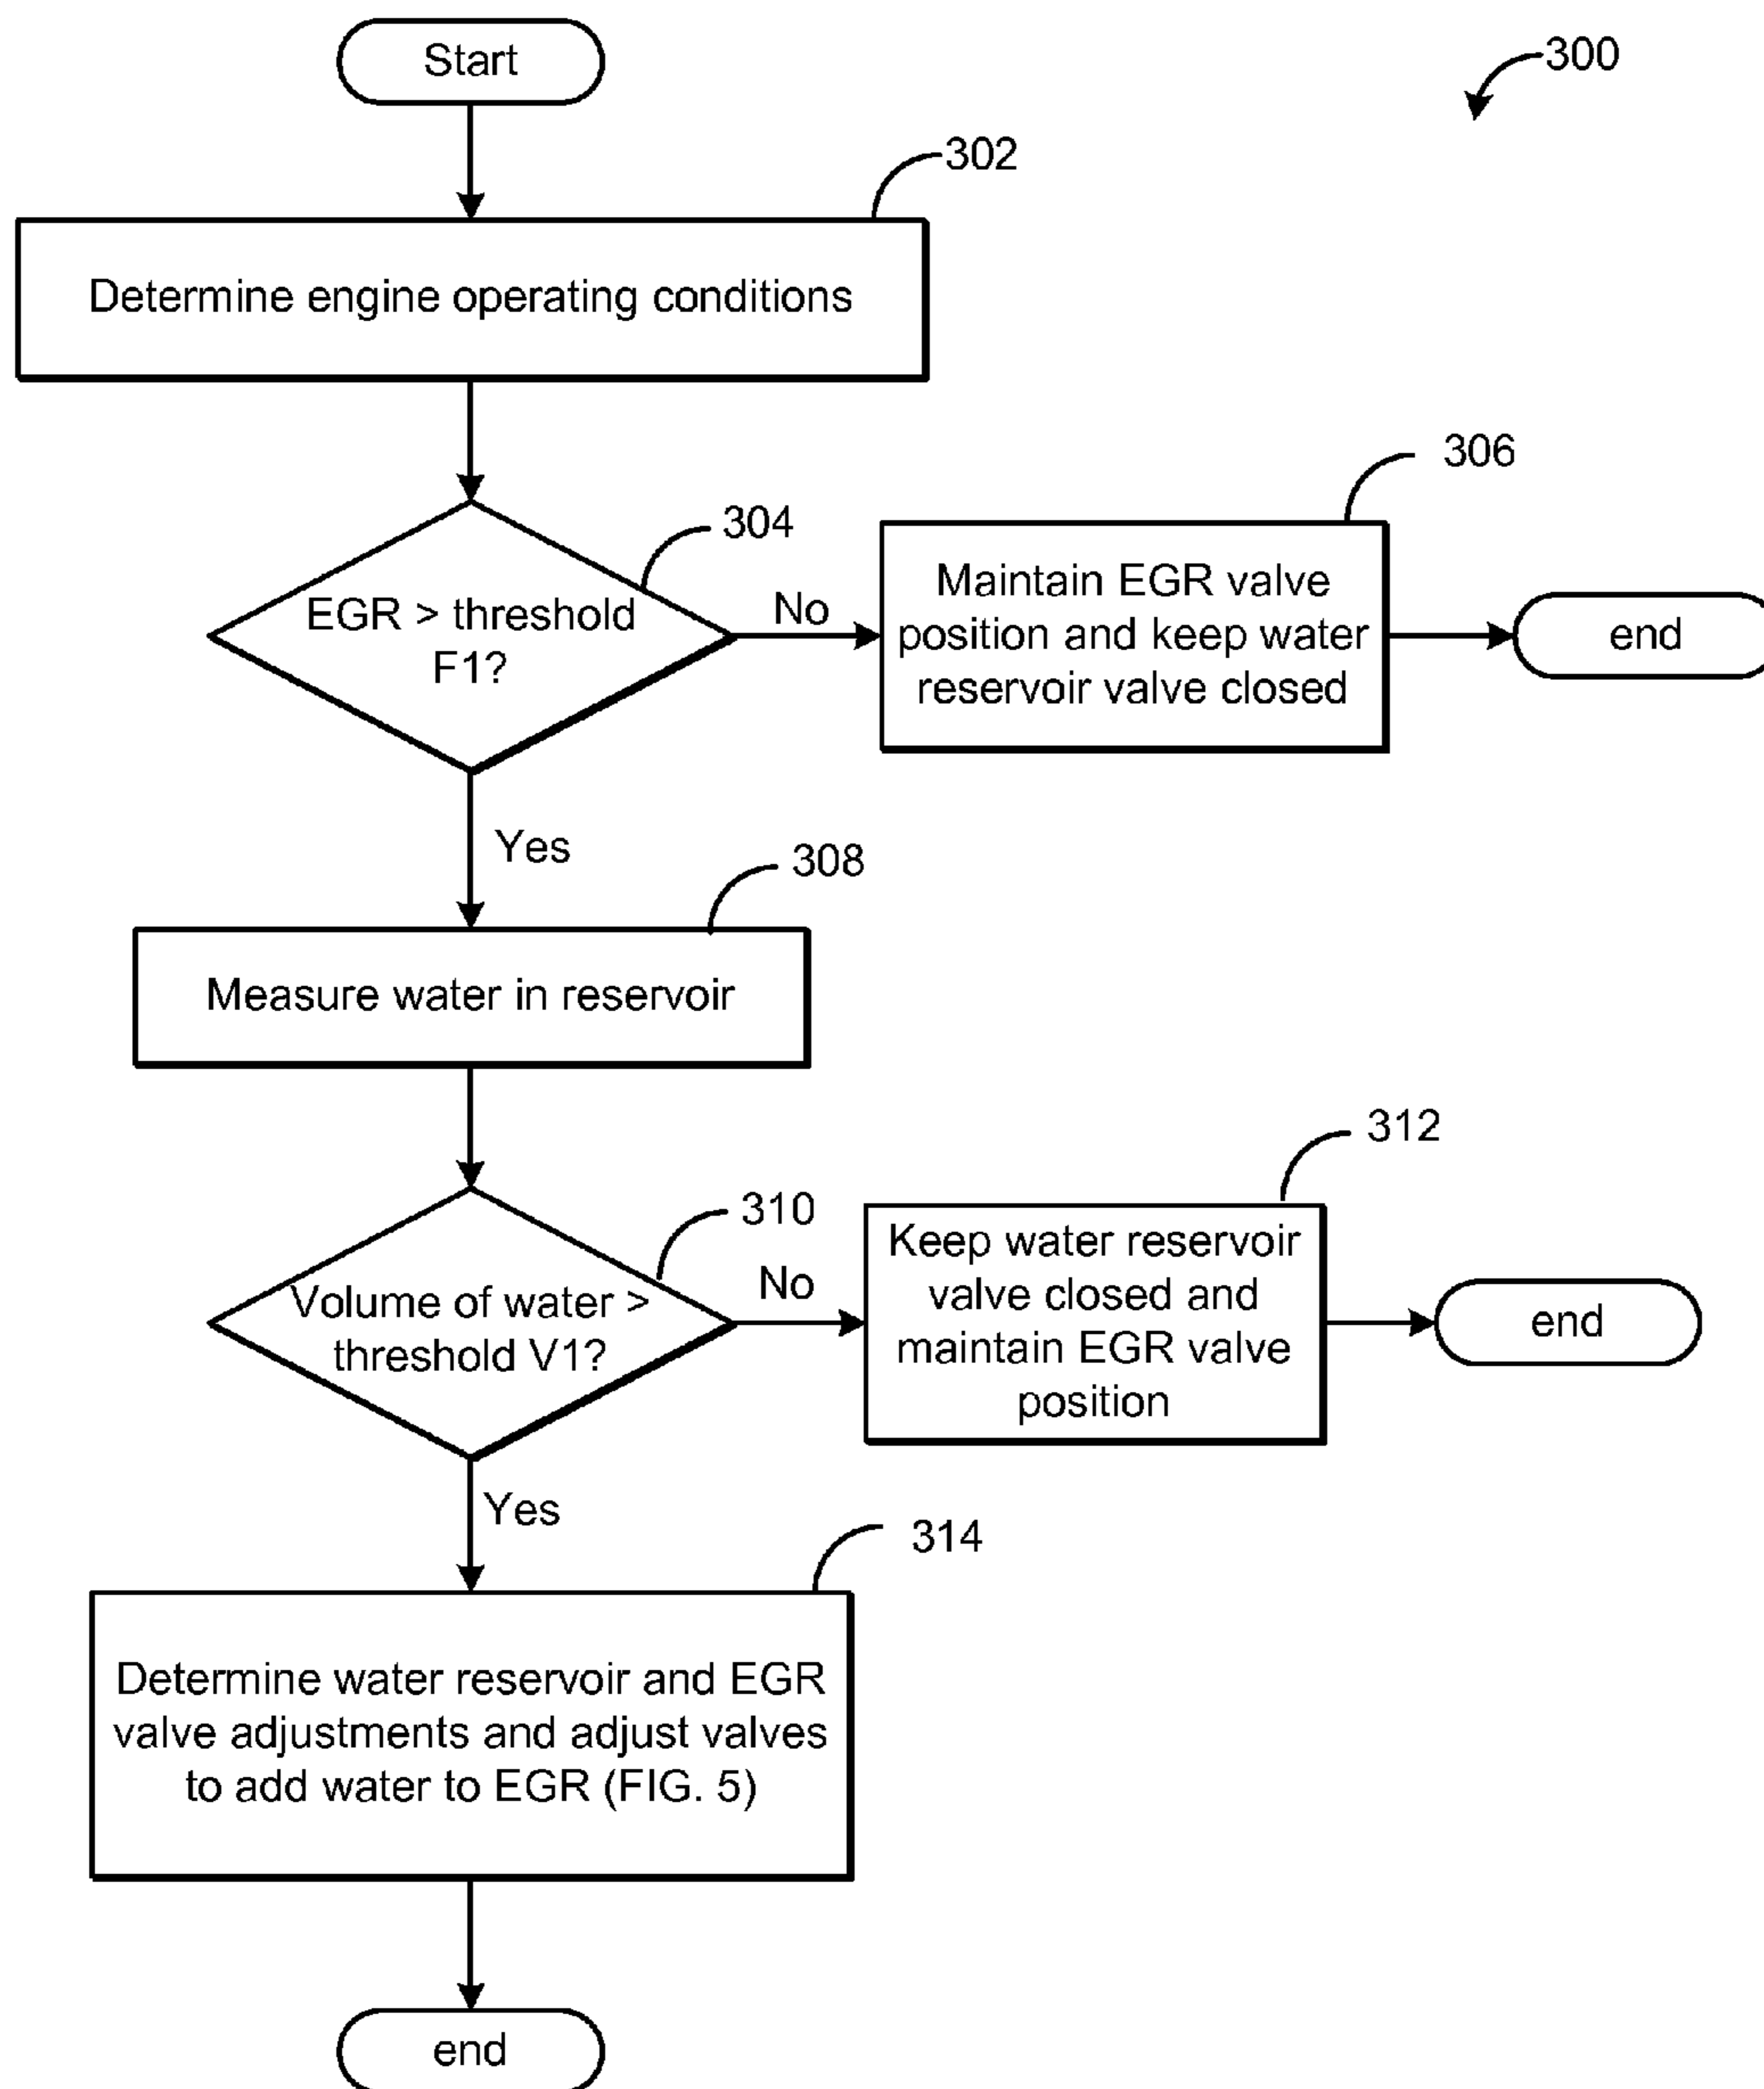 Start
300
302
Determine engine operating conditions
304
EGR > threshold
F1?
No
306
Maintain EGR valve
position and keep water
reservoir valve closed
end
Yes
308
Measure water in reservoir
310
Volume of water >
threshold V1?
No
312
Keep water reservoir
valve closed and
maintain EGR valve
position
end
Yes
314
Determine water reservoir and EGR
valve adjustments and adjust valves
to add water to EGR (FIG. 5)
end